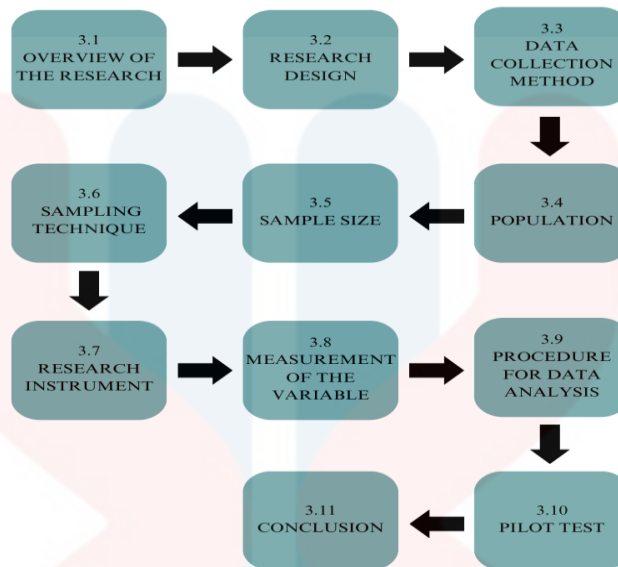 3.1
OVERVIEW OF
THE RESEARCH
3.2
RESEARCH
DESIGN
3.3
DATA
COLLECTION
METHOD
3.4
POPULATION
3.5
SAMPLE SIZE
3.6
SAMPLING
TECHNIQUE
3.7
RESEARCH
INSTRUMENT
3.8
MEASUREMENT
OF THE
VARIABLE
3.9
PROCEDURE
FOR DATA
ANALYSIS
3.10
PILOT TEST
3.11
CONCLUSION